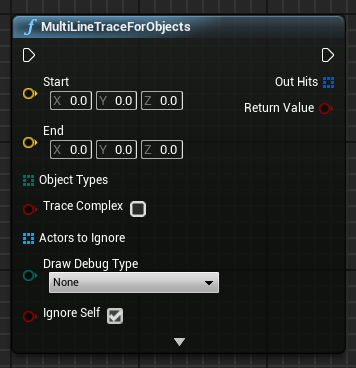 f MultiLineTraceForObjects
Start
Out Hits
X 0.0 Y 0.0 Z 0.0
Return Value
End
X 0.0 Y 0.0 Z 0.0
Object Types
Trace Complex
Actors to Ignore
Draw Debug Type
None
Ignore Self